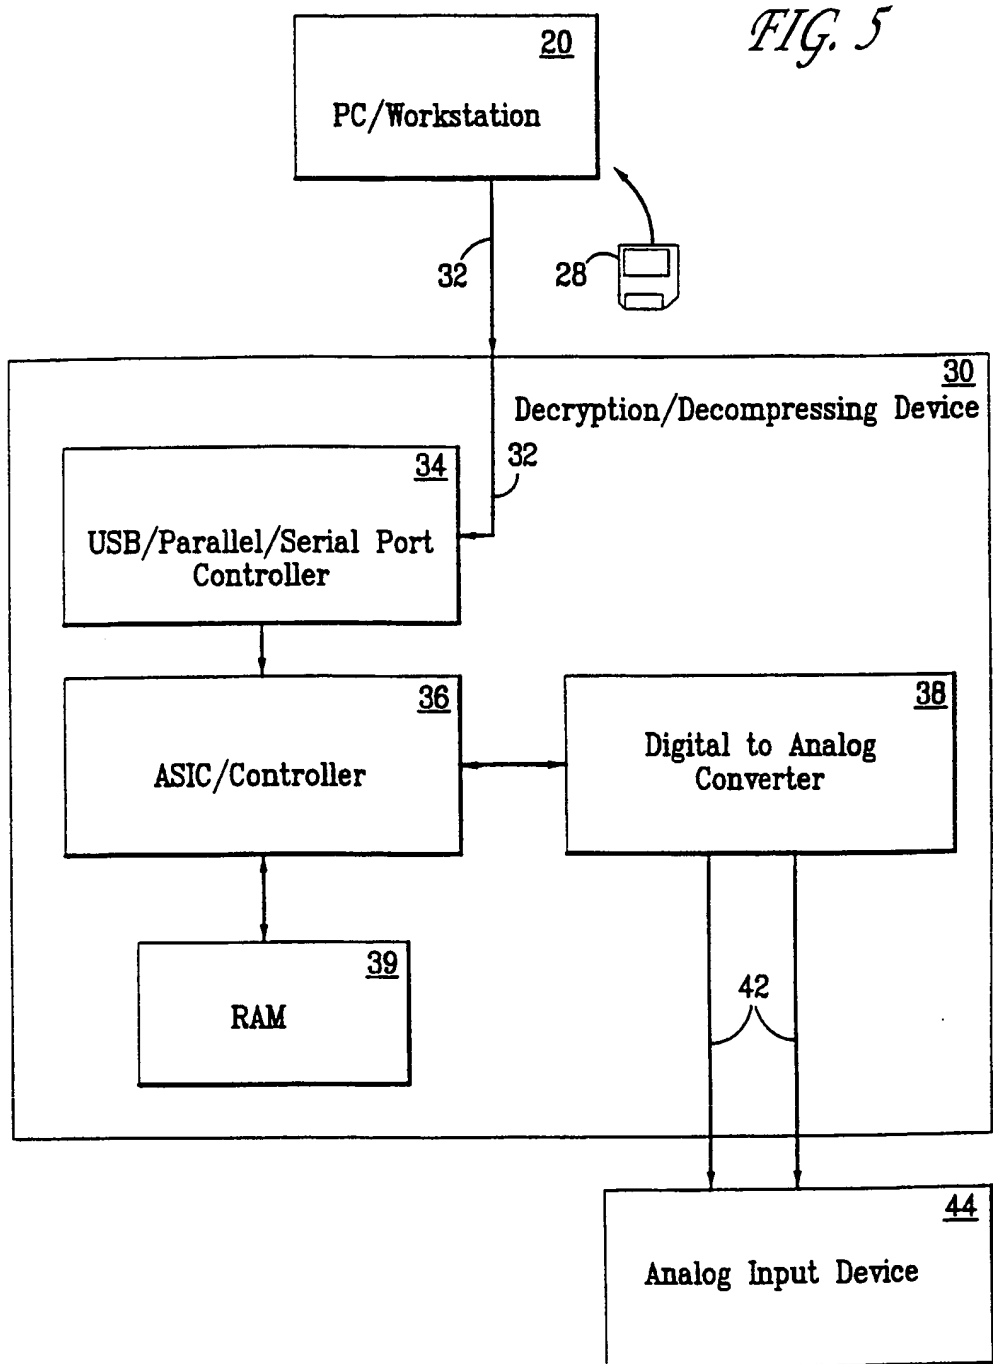 FIG. 5
20
PC/Workstation
32
28
30
Decryption/Decompressing Device
32
34
USB/Parallel/Serial Port
Controller
36
ASIC/Controller
38
Digital to Analog
Converter
39
RAM
42
44
Analog Input Device